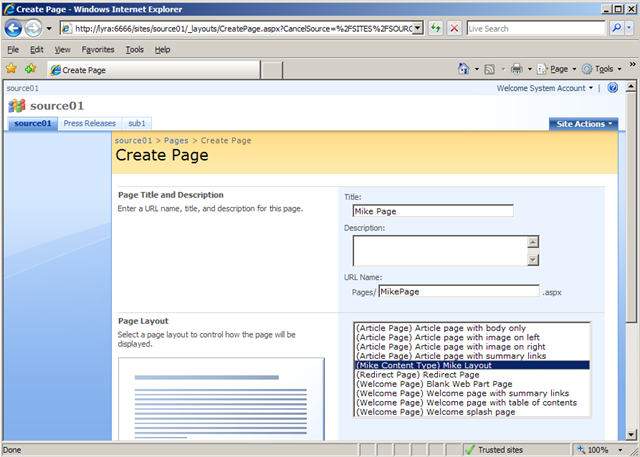 Create Page - Windows Internet Explorer
http://lyra:6666/sites/source01/_layouts/CreatePage.aspx?CancelSource=%2FSITES%2FSOUR
Live Search
File Edit View Favorites Tools Help
Create Page
Page Tools
source01
Welcome System Account
source01
source01 Press Releases sub1
Site Actions
source01 > Pages > Create Page
Create Page
Page Title and Description
Enter a URL name, title, and description for this page.
Title:
Mike Page
Description:
URL Name:
Pages/ MikePage .aspx
Page Layout
Select a page layout to control how the page will be
displayed.
(Article Page) Article page with body only
(Article Page) Article page with image on left
(Article Page) Article page with image on right
(Article Page) Article page with summary links
(Mike Content Type) Mike Layout
(Redirect Page) Redirect Page
(Welcome Page) Blank Web Part Page
(Welcome Page) Welcome page with summary links
(Welcome Page) Welcome page with table of contents
(Welcome Page) Welcome splash page
Done
Trusted sites
100%